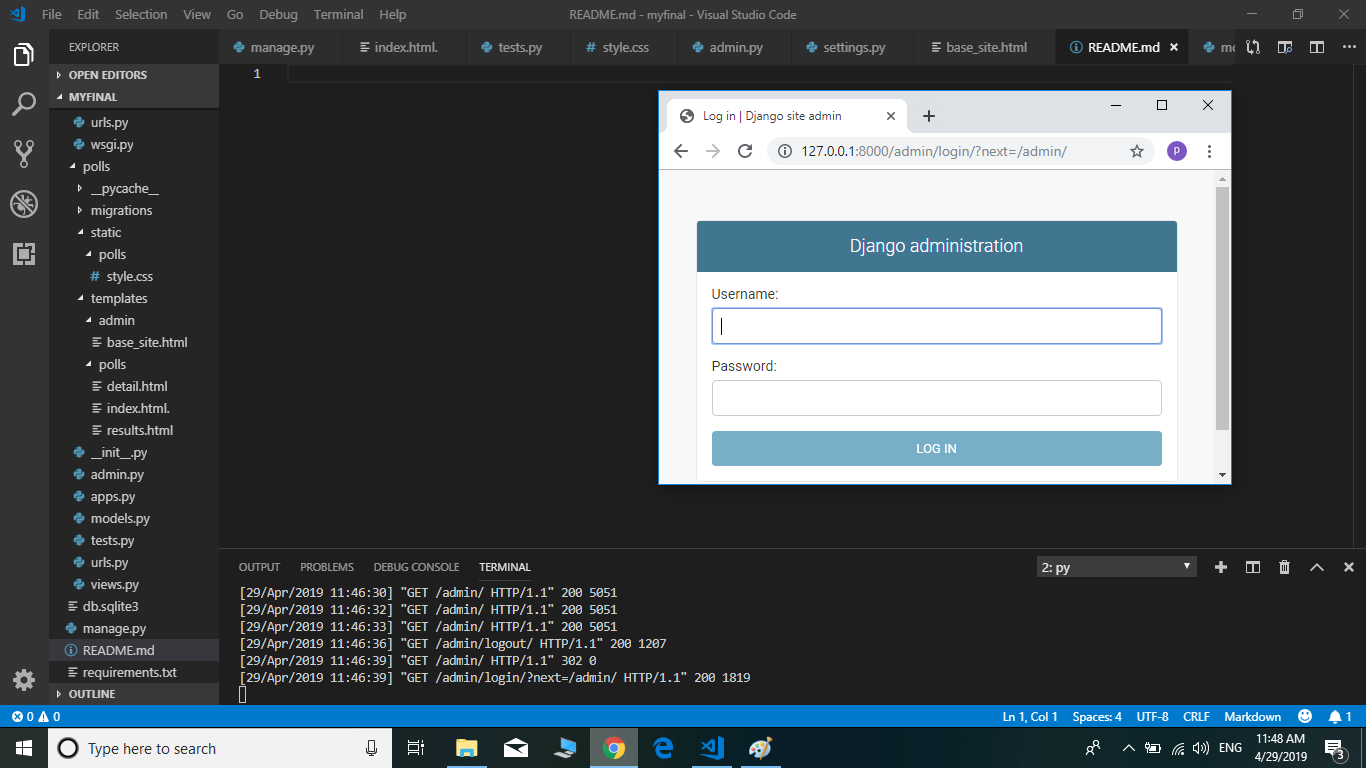 File Edit Selection View Go Debug Terminal Help README.md - myfinal - Visual Studio Code
EXPLORER
manage.py index.html. tests.py # style.css admin.py settings.py base_site.html README.md
OPEN EDITORS
MYFINAL
urls.py
wsgi.py
polls
__pycache__
migrations
static
polls
# style.css
templates
admin
base_site.html
polls
detail.html
index.html.
results.html
__init__.py
admin.py
apps.py
models.py
tests.py
urls.py
views.py
db.sqlite3
manage.py
README.md
requirements.txt
OUTLINE
1
Log in | Django site admin
127.0.0.1:8000/admin/login/?next=/admin/
p
Django administration
Username:
Password:
LOG IN
OUTPUT PROBLEMS DEBUG CONSOLE TERMINAL 2: py
[29/Apr/2019 11:46:30] "GET /admin/ HTTP/1.1" 200 5051
[29/Apr/2019 11:46:32] "GET /admin/ HTTP/1.1" 200 5051
[29/Apr/2019 11:46:33] "GET /admin/ HTTP/1.1" 200 5051
[29/Apr/2019 11:46:36] "GET /admin/logout/ HTTP/1.1" 200 1207
[29/Apr/2019 11:46:39] "GET /admin/ HTTP/1.1" 302 0
[29/Apr/2019 11:46:39] "GET /admin/login/?next=/admin/ HTTP/1.1" 200 1819
0 0 Ln 1, Col 1 Spaces: 4 UTF-8 CRLF Markdown 1
Type here to search
ENG
11:48 AM
4/29/2019
3